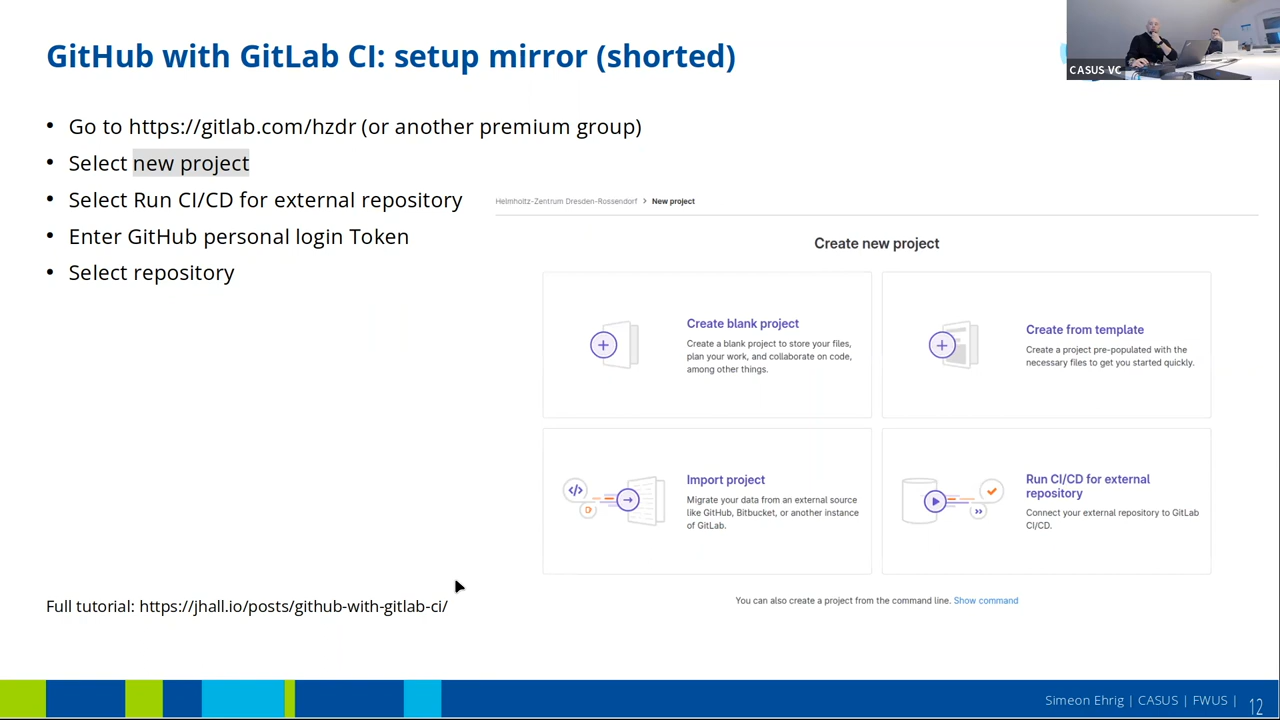 GitHub with GitLab CI: setup mirror (shorted)
CASUS VC
• Go to https://gitlab.com/hzdr (or another premium group)
• Select new project
• Select Run CI/CD for external repository
• Enter GitHub personal login Token
• Select repository
Helmholtz-Zentrum Dresden-Rossendorf > New project
Create new project
Create blank project
Create a blank project to store your files,
plan your work, and collaborate on code,
among other things.
Create from template
Create a project pre-populated with the
necessary files to get you started quickly.
Import project
Migrate your data from an external source
like GitHub, Bitbucket, or another instance
of GitLab.
Run CI/CD for external
repository
Connect your external repository to GitLab
CI/CD.
You can also create a project from the command line. Show command
Full tutorial: https://jhall.io/posts/github-with-gitlab-ci/
Simeon Ehrig | CASUS | FWUS | 12